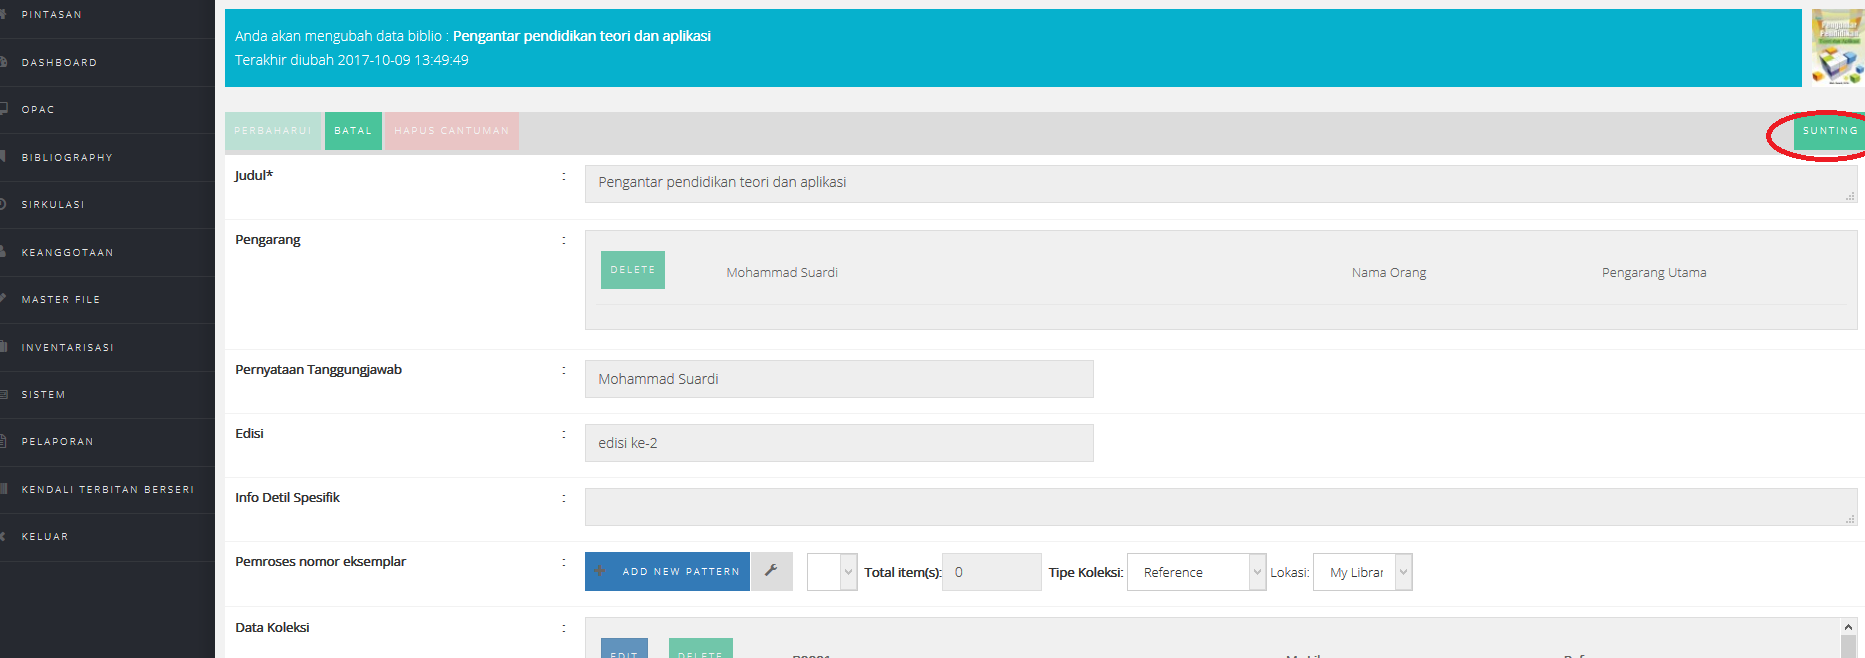 PINTASAN
DASHBOARD
OPAC
BIBLIOGRAPHY
SIRKULASI
KEANGGOTAAN
MASTER FILE
INVENTARISASI
SISTEM
PELAPORAN
KENDALI TERBITAN BERSERI
KELUAR
Anda akan mengubah data biblio : Pengantar pendidikan teori dan aplikasi
Terakhir diubah 2017-10-09 13:49:49
Pengantar
Pendidikan
PERBAHARUI BATAL HAPUS CANTUMAN SUNTING
Judul* : Pengantar pendidikan teori dan aplikasi
Pengarang : DELETE Mohammad Suardi Nama Orang Pengarang Utama
Pernyataan Tanggungjawab : Mohammad Suardi
Edisi : edisi ke-2
Info Detil Spesifik :
Pemroses nomor eksemplar : + ADD NEW PATTERN Total item(s): 0 Tipe Koleksi: Reference Lokasi: My Librar
Data Koleksi : EDIT DELETE